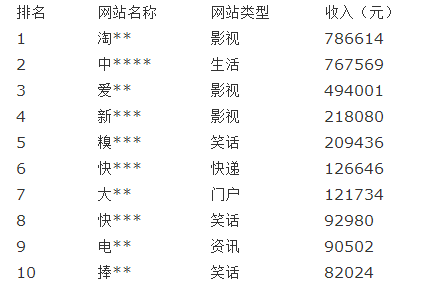 排名 网站名称 网站类型 收入（元）
1 淘** 影视 786614
2 中**** 生活 767569
3 爱** 影视 494001
4 新*** 影视 218080
5 糗*** 笑话 209436
6 快*** 快递 126646
7 大** 门户 121734
8 快*** 笑话 92980
9 电** 资讯 90502
10 捧** 笑话 82024